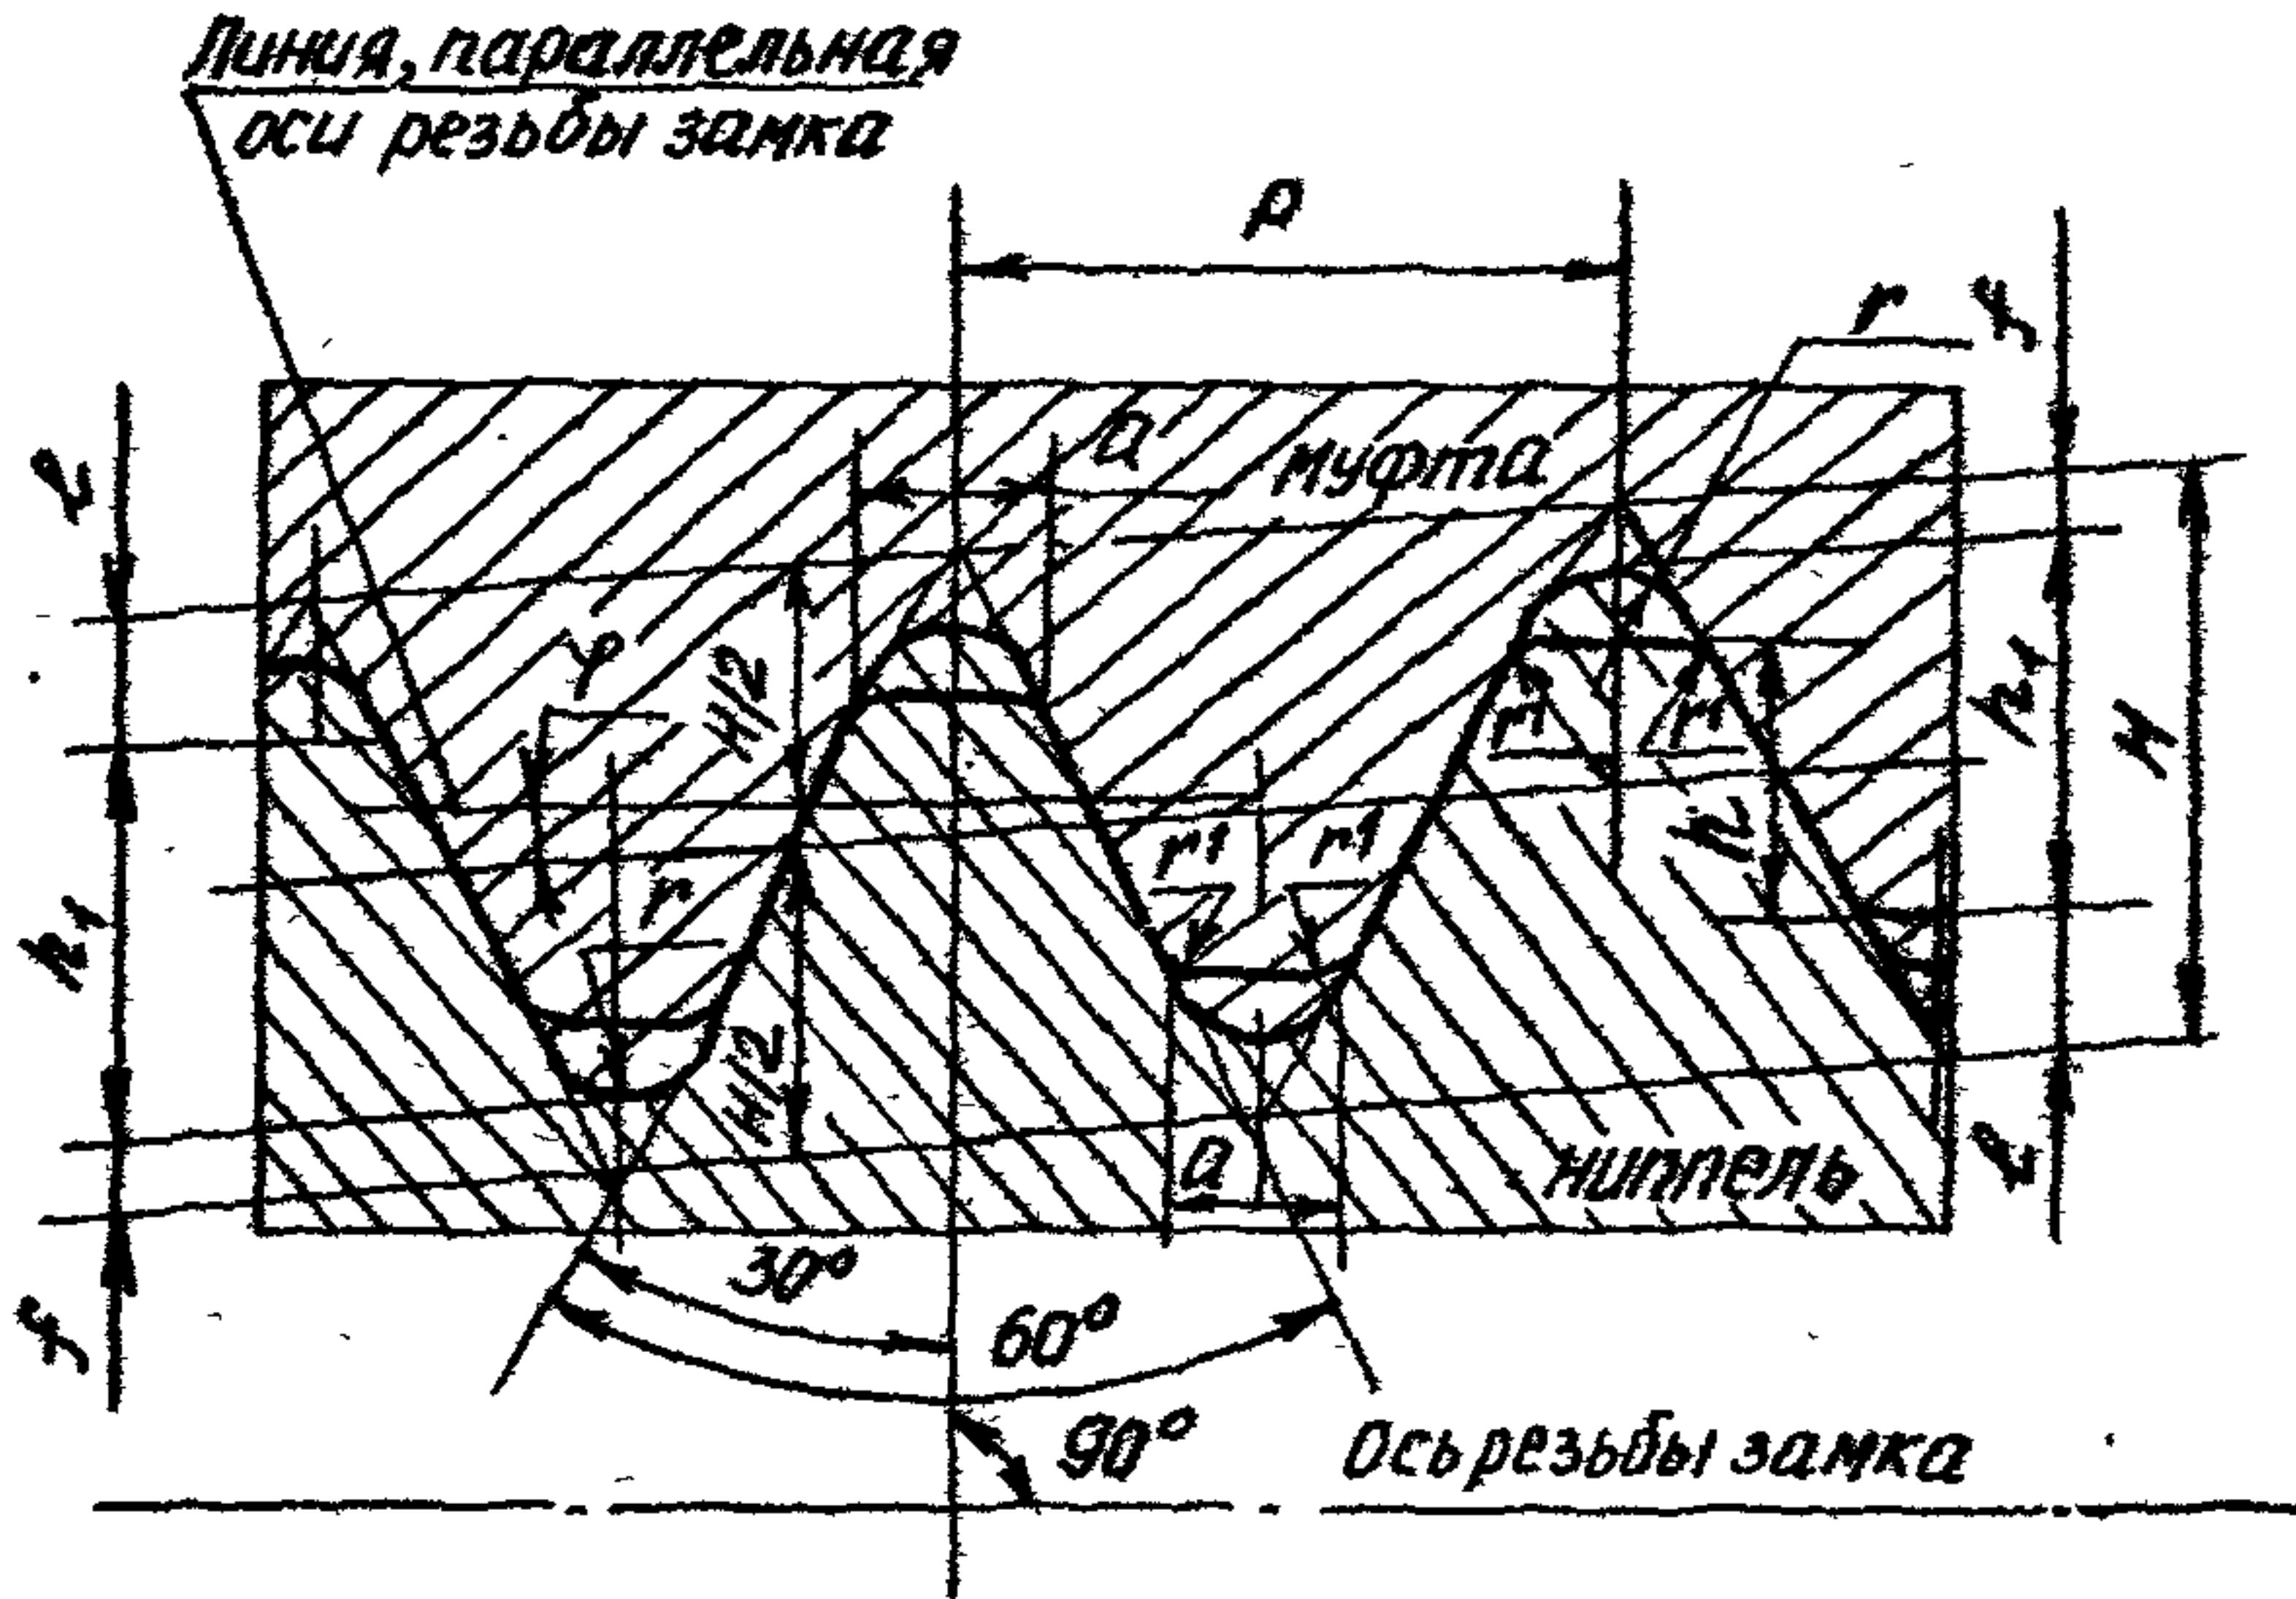 Линия, параллельная
оси резьбы замка
P
r
f
a
муфта
l
φ
H/2
h1
H
r1
r1
r
r1
r1
h
h1
H/2
a
ниппель
l
f
30°
60°
90°
Ось резьбы замка